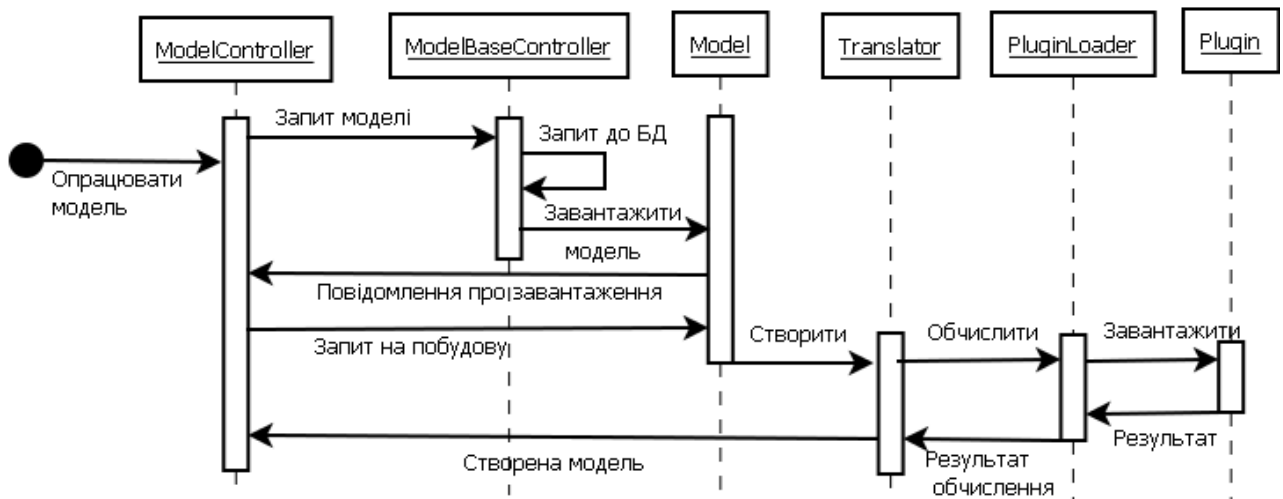 ModelController
ModelBaseController
Model
Translator
PluginLoader
Plugin
Запит моделі
Запит до БД
Опрацювати
модель
Завантажити
модель
Повідомлення про завантаження
Запит на побудову
Створити
Обчислити
Завантажити
Результат
Створена модель
Результат
обчислення